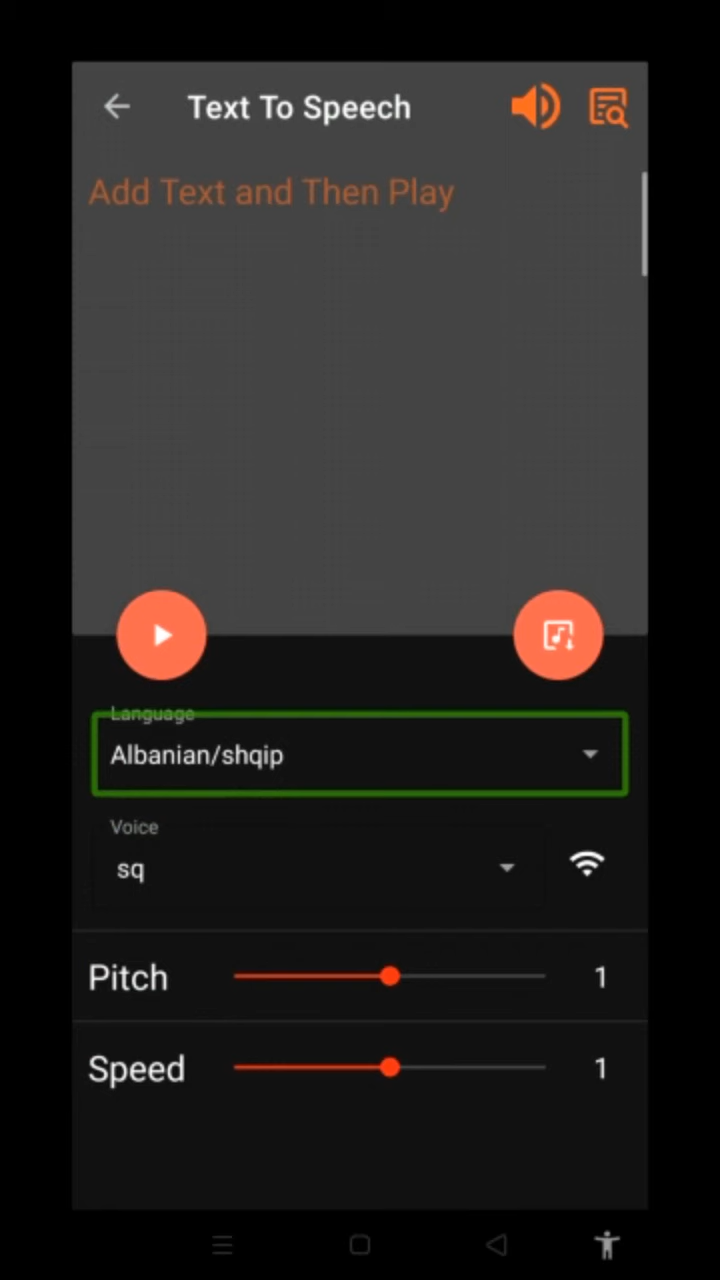 Text To Speech
Add Text and Then Play
Language
Albanian/shqip
Voice
sq
Pitch
1
Speed
1